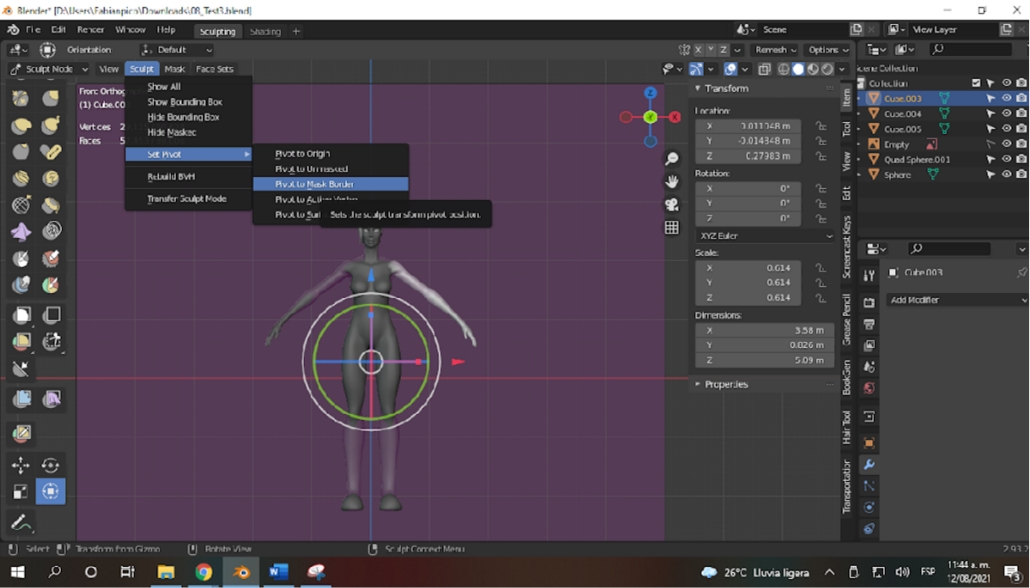 Blender* [D:\Users\Fabianpico\Downloads\08_Test3.blend]
File Edit Render Window Help Sculpting Shading + Scene View Layer
Orientation Default X Y Z Remesh Options
Sculpt Mode View Sculpt Mask Face Sets
Scene Collection
Collection
Cube.003
Cube.004
Cube.005
Empty
Quad Sphere.001
Sphere
Show All
Show Bounding Box
Hide Bounding Box
Hide Masked
Set Pivot
Rebuild BVH
Transfer Sculpt Mode
Pivot to Origin
Pivot to Unmasked
Pivot to Mask Border
Pivot to Active Vertex
Pivot to Sur
Sets the sculpt transform pivot position.
Front Orthog
(1) Cube.00
Vertices 2
Faces 5
Z
Y
X
Transform
Location:
X 0.011048 m
Y -0.014848 m
Z 0.27983 m
Rotation:
X 0°
Y 0°
Z 0°
XYZ Euler
Scale:
X 0.614
Y 0.614
Z 0.614
Dimensions:
X 3.58 m
Y 0.826 m
Z 5.09 m
Properties
Item
Tool
View
Edit
Screencast Keys
Grease Pencil
BookGen
Hair Tool
Transportation
Cube.003
Add Modifier
Select Transform from Gizmo Rotate View Sculpt Context Menu 2.93.2
26°C Lluvia ligera ESP 11:44 a. m.
12/08/2021